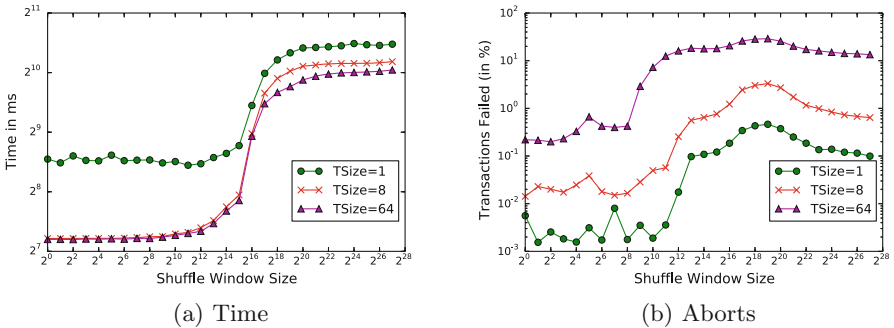 2^11
2^10
2^9
2^8
2^7
Time in ms
TSize=1
TSize=8
TSize=64
2^0 2^2 2^4 2^6 2^8 2^10 2^12 2^14 2^16 2^18 2^20 2^22 2^24 2^26 2^28
Shuffle Window Size
(a) Time
10^2
10^1
10^0
10^-1
10^-2
10^-3
Transactions Failed (in %)
TSize=1
TSize=8
TSize=64
2^0 2^2 2^4 2^6 2^8 2^10 2^12 2^14 2^16 2^18 2^20 2^22 2^24 2^26 2^28
Shuffle Window Size
(b) Aborts